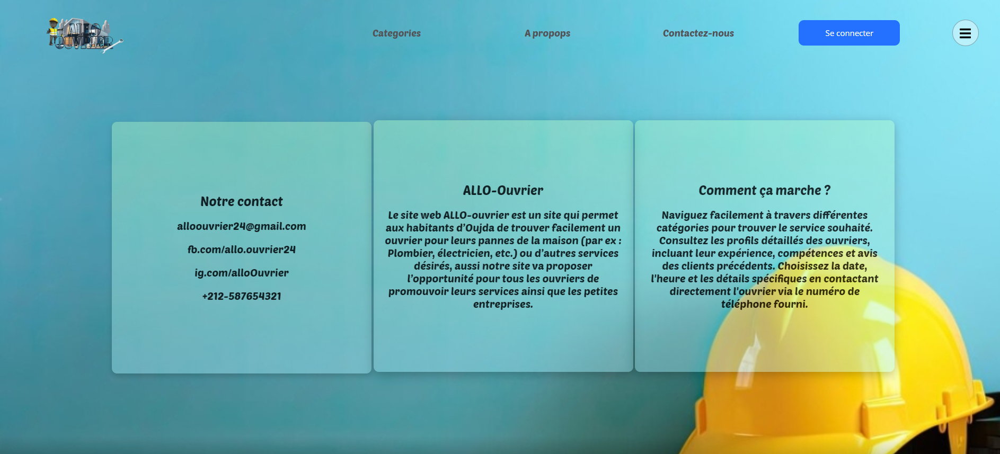 ALLO
OUVRIER
Categories
A propops
Contactez-nous
Se connecter
Notre contact
alloouvrier24@gmail.com
fb.com/allo.ouvrier24
ig.com/alloOuvrier
+212-587654321
ALLO-Ouvrier
Le site web ALLO-ouvrier est un site qui permet
aux habitants d’Oujda de trouver facilement un
ouvrier pour leurs pannes de la maison (par ex :
Plombier, électricien, etc.) ou d’autres services
désirés, aussi notre site va proposer
l’opportunité pour tous les ouvriers de
promouvoir leurs services ainsi que les petites
entreprises.
Comment ça marche ?
Naviguez facilement à travers différentes
catégories pour trouver le service souhaité.
Consultez les profils détaillés des ouvriers,
incluant leur expérience, compétences et avis
des clients précédents. Choisissez la date,
l'heure et les détails spécifiques en contactant
directement l'ouvrier via le numéro de
téléphone fourni.